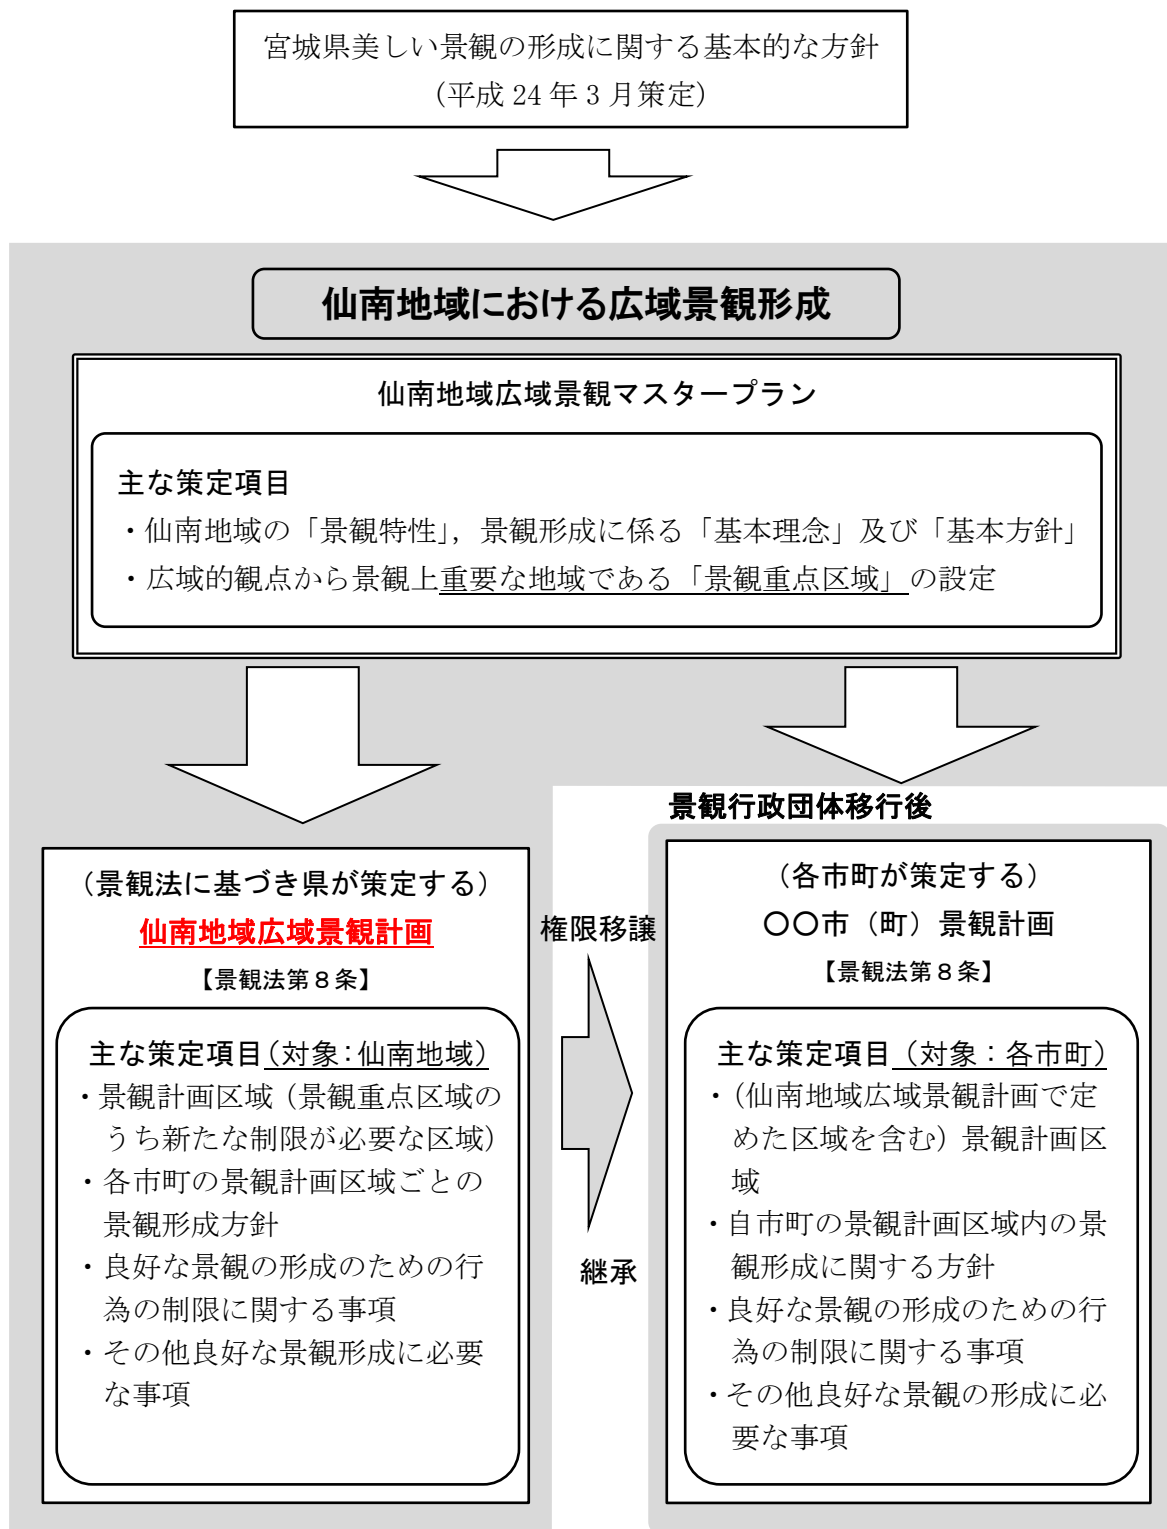 宮城県美しい景観の形成に関する基本的な方針
（平成 24 年 3 月策定）
仙南地域における広域景観形成
仙南地域広域景観マスタープラン
主な策定項目
・仙南地域の「景観特性」，景観形成に係る「基本理念」及び「基本方針」
・広域的観点から景観上重要な地域である「景観重点区域」の設定
（景観法に基づき県が策定する）
仙南地域広域景観計画
【景観法第８条】
主な策定項目（対象：仙南地域）
・景観計画区域（景観重点区域の
うち新たな制限が必要な区域）
・各市町の景観計画区域ごとの
景観形成方針
・良好な景観の形成のための行
為の制限に関する事項
・その他良好な景観形成に必要
な事項
権限移譲
継承
景観行政団体移行後
（各市町が策定する）
〇〇市（町）景観計画
【景観法第８条】
主な策定項目（対象：各市町）
・（仙南地域広域景観計画で定
めた区域を含む）景観計画区
域
・自市町の景観計画区域内の景
観形成に関する方針
・良好な景観の形成のための行
為の制限に関する事項
・その他良好な景観の形成に必
要な事項